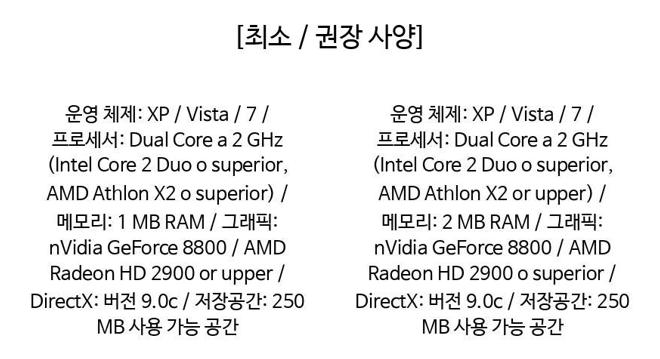 [최소 / 권장 사양]
운영 체제: XP / Vista / 7 /
프로세서: Dual Core a 2 GHz
(Intel Core 2 Duo o superior,
AMD Athlon X2 o superior) /
메모리: 1 MB RAM / 그래픽:
nVidia GeForce 8800 / AMD
Radeon HD 2900 or upper /
DirectX: 버전 9.0c / 저장공간: 250
MB 사용 가능 공간
운영 체제: XP / Vista / 7 /
프로세서: Dual Core a 2 GHz
(Intel Core 2 Duo o superior,
AMD Athlon X2 or upper) /
메모리: 2 MB RAM / 그래픽:
nVidia GeForce 8800 / AMD
Radeon HD 2900 o superior /
DirectX: 버전 9.0c / 저장공간: 250
MB 사용 가능 공간